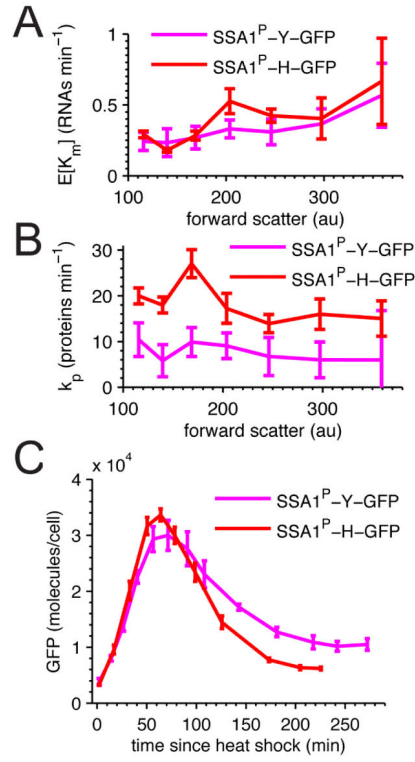 A
SSA1ᴾ–Y–GFP
SSA1ᴾ–H–GFP
E[Kₘ] (RNAs min⁻¹)
1
0.5
0
100 200 300
forward scatter (au)
B
SSA1ᴾ–Y–GFP
SSA1ᴾ–H–GFP
kₚ (proteins min⁻¹)
30
20
10
0
100 200 300
forward scatter (au)
C
x 10⁴
SSA1ᴾ–Y–GFP
SSA1ᴾ–H–GFP
GFP (molecules/cell)
4
3
2
1
0
0 50 100 150 200 250
time since heat shock (min)